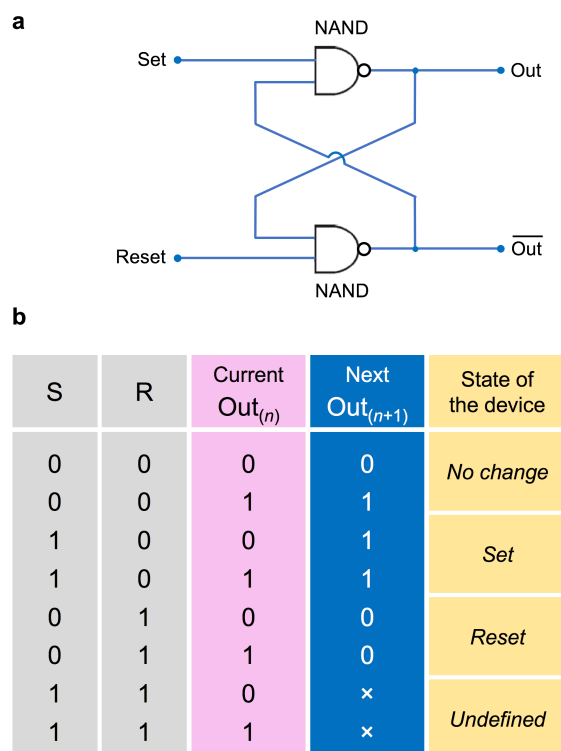 a
NAND
Set
Out
Reset
O̅u̅t̅
NAND
b
S R Current Out(n) Next Out(n+1) State of the device
0 0 0 0 No change
0 0 1 1
1 0 0 1 Set
1 0 1 1
0 1 0 0 Reset
0 1 1 0
1 1 0 × Undefined
1 1 1 ×